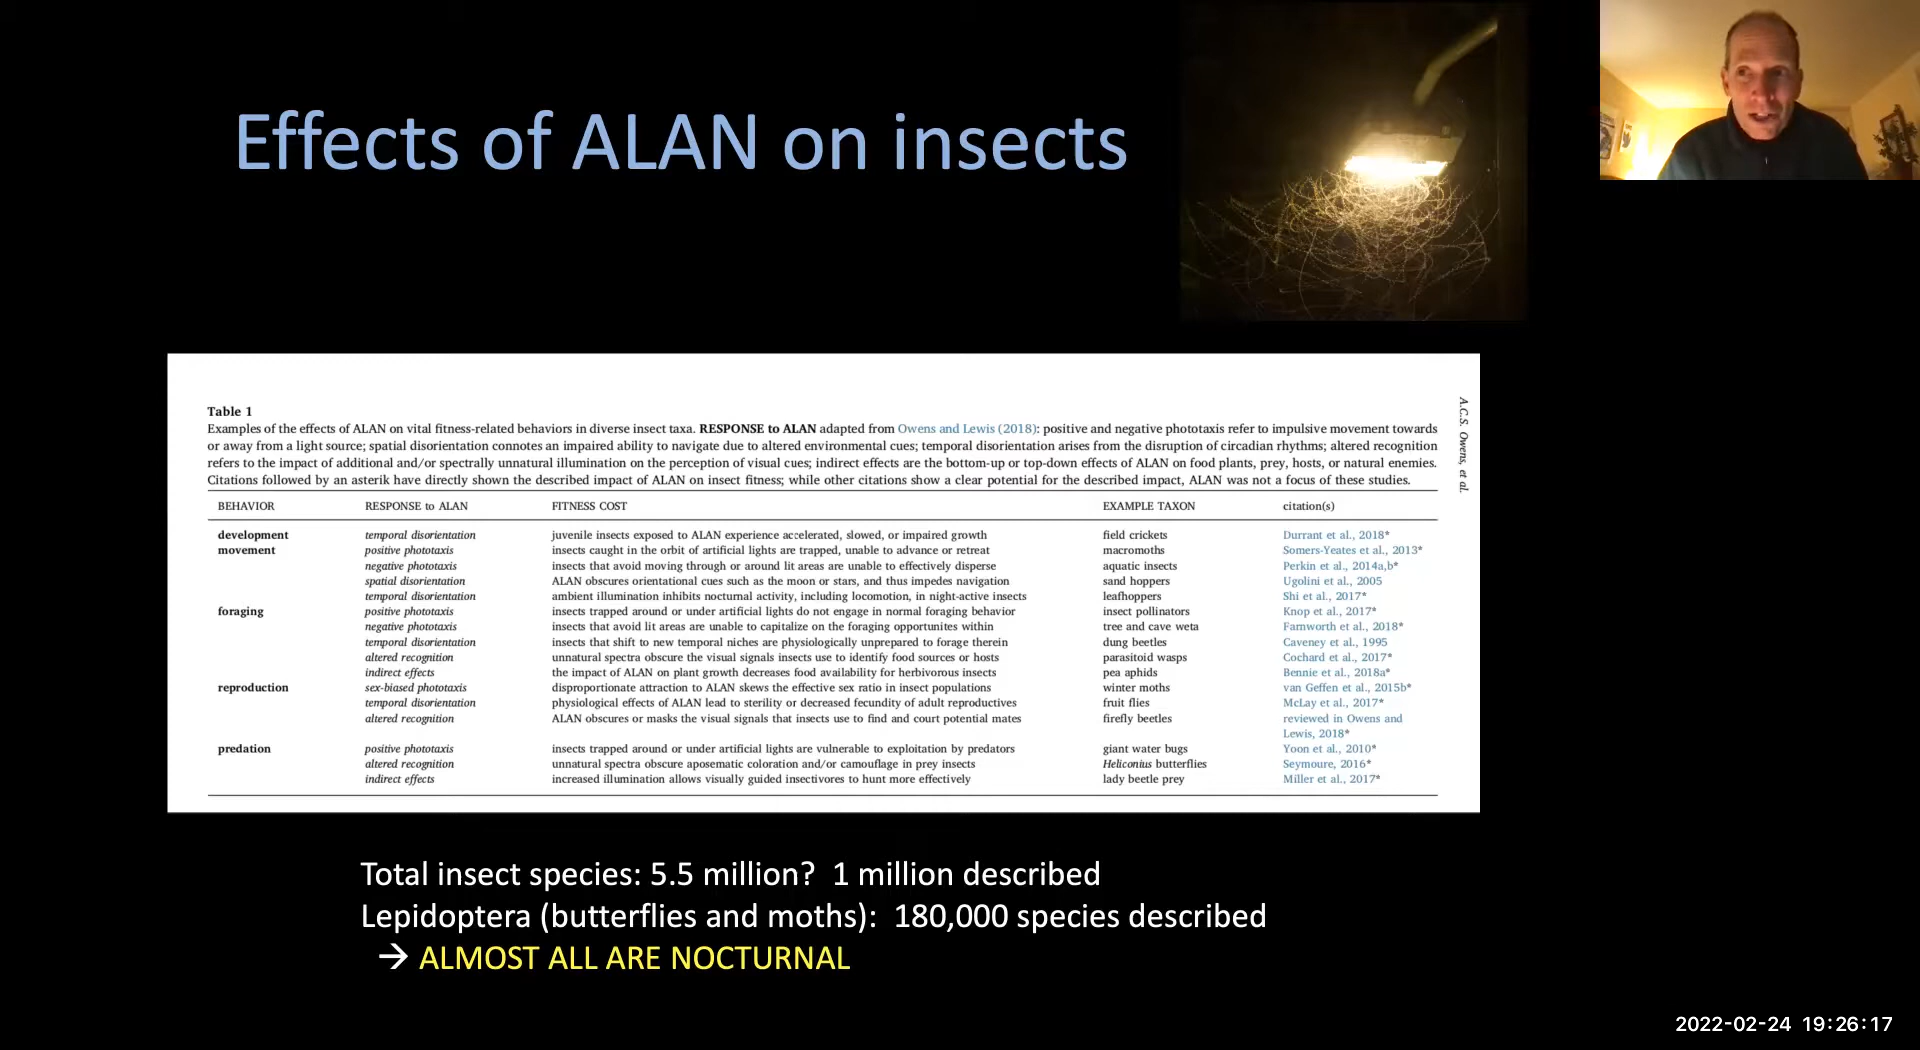 Effects of ALAN on insects
Table 1
Examples of the effects of ALAN on vital fitness-related behaviors in diverse insect taxa. RESPONSE to ALAN adapted from Owens and Lewis (2018): positive and negative phototaxis refer to impulsive movement towards
or away from a light source; spatial disorientation connotes an impaired ability to navigate due to altered environmental cues; temporal disorientation arises from the disruption of circadian rhythms; altered recognition
refers to the impact of additional and/or spectrally unnatural illumination on the perception of visual cues; indirect effects are the bottom-up or top-down effects of ALAN on food plants, prey, hosts, or natural enemies.
Citations followed by an asterik have directly shown the described impact of ALAN on insect fitness; while other citations show a clear potential for the described impact, ALAN was not a focus of these studies.
BEHAVIOR RESPONSE to ALAN FITNESS COST EXAMPLE TAXON citation(s)
development temporal disorientation juvenile insects exposed to ALAN experience accelerated, slowed, or impaired growth field crickets Durrant et al., 2018*
movement positive phototaxis insects caught in the orbit of artificial lights are trapped, unable to advance or retreat macromoths Somers-Yeates et al., 2013*
negative phototaxis insects that avoid moving through or around lit areas are unable to effectively disperse aquatic insects Perkin et al., 2014a,b*
spatial disorientation ALAN obscures orientational cues such as the moon or stars, and thus impedes navigation sand hoppers Ugolini et al., 2005
temporal disorientation ambient illumination inhibits nocturnal activity, including locomotion, in night-active insects leafhoppers Shi et al., 2017*
foraging positive phototaxis insects trapped around or under artificial lights do not engage in normal foraging behavior insect pollinators Knop et al., 2017*
negative phototaxis insects that avoid lit areas are unable to capitalize on the foraging opportunites within tree and cave weta Farnworth et al., 2018*
temporal disorientation insects that shift to new temporal niches are physiologically unprepared to forage therein dung beetles Caveney et al., 1995
altered recognition unnatural spectra obscure the visual signals insects use to identify food sources or hosts parasitoid wasps Cochard et al., 2017*
indirect effects the impact of ALAN on plant growth decreases food availability for herbivorous insects pea aphids Bennie et al., 2018a*
reproduction sex-biased phototaxis disproportionate attraction to ALAN skews the effective sex ratio in insect populations winter moths van Geffen et al., 2015b*
temporal disorientation physiological effects of ALAN lead to sterility or decreased fecundity of adult reproductives fruit flies McLay et al., 2017*
altered recognition ALAN obscures or masks the visual signals that insects use to find and court potential mates firefly beetles reviewed in Owens and
Lewis, 2018*
predation positive phototaxis insects trapped around or under artificial lights are vulnerable to exploitation by predators giant water bugs Yoon et al., 2010*
altered recognition unnatural spectra obscure aposematic coloration and/or camouflage in prey insects Heliconius butterflies Seymoure, 2016*
indirect effects increased illumination allows visually guided insectivores to hunt more effectively lady beetle prey Miller et al., 2017*
A.C.S. Owens, et al.
Total insect species: 5.5 million? 1 million described
Lepidoptera (butterflies and moths): 180,000 species described
→ ALMOST ALL ARE NOCTURNAL
2022-02-24 19:26:17